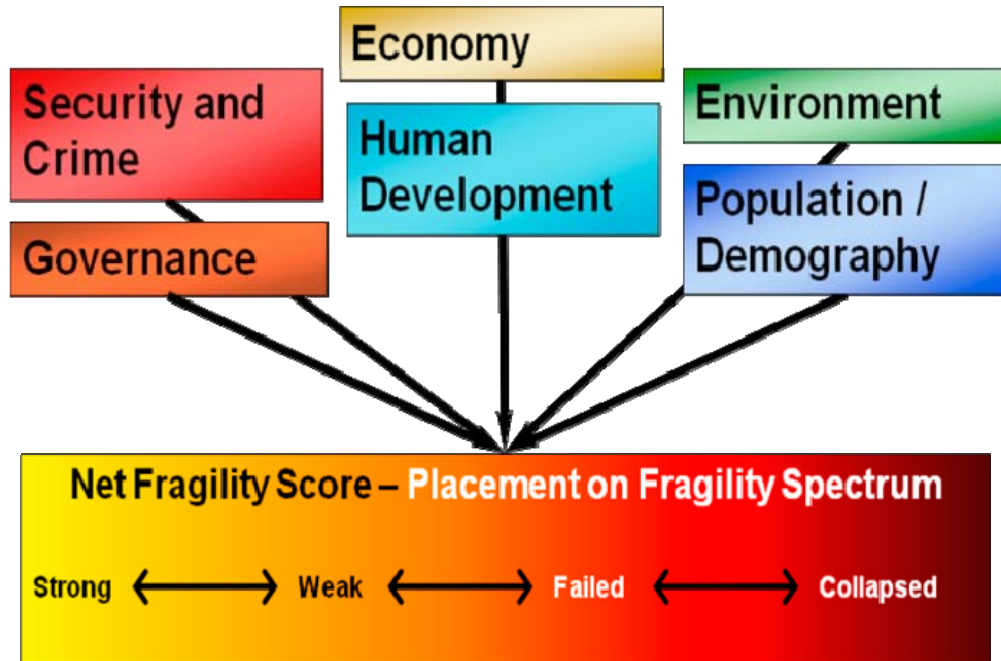 Economy
Security and
Crime
Human
Development
Environment
Governance
Population /
Demography
Net Fragility Score – Placement on Fragility Spectrum
Strong Weak Failed Collapsed